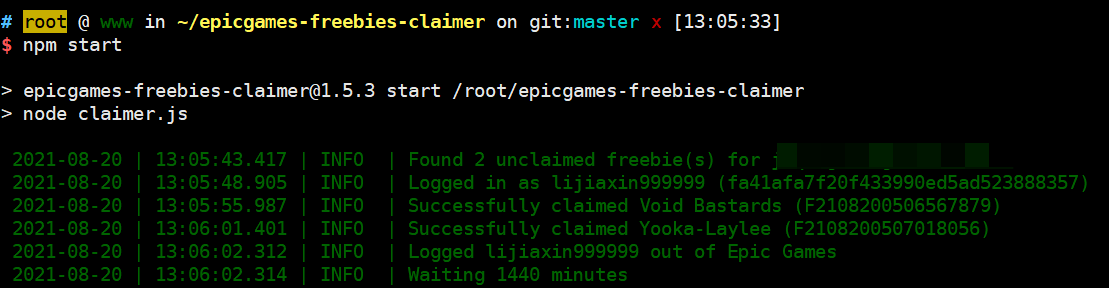 # root @ www in ~/epicgames-freebies-claimer on git:master x [13:05:33]
$ npm start
> epicgames-freebies-claimer@1.5.3 start /root/epicgames-freebies-claimer
> node claimer.js
2021-08-20 | 13:05:43.417 | INFO | Found 2 unclaimed freebie(s) for
2021-08-20 | 13:05:48.905 | INFO | Logged in as lijiaxin999999 (fa41afa7f20f433990ed5ad523888357)
2021-08-20 | 13:05:55.987 | INFO | Successfully claimed Void Bastards (F2108200506567879)
2021-08-20 | 13:06:01.401 | INFO | Successfully claimed Yooka-Laylee (F2108200507018056)
2021-08-20 | 13:06:02.312 | INFO | Logged lijiaxin999999 out of Epic Games
2021-08-20 | 13:06:02.314 | INFO | Waiting 1440 minutes